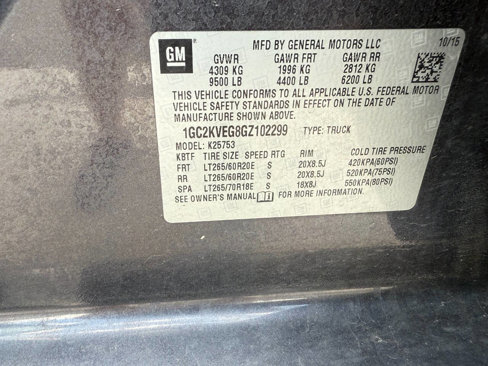 GM
MFD BY GENERAL MOTORS LLC 10/15
GVWR GAWR FRT GAWR RR
4309 KG 1996 KG 2812 KG
9500 LB 4400 LB 6200 LB
THIS VEHICLE CONFORMS TO ALL APPLICABLE U.S. FEDERAL MOTOR
VEHICLE SAFETY STANDARDS IN EFFECT ON THE DATE OF
MANUFACTURE SHOWN ABOVE.
1GC2KVEG8GZ102299 TYPE: TRUCK
MODEL: K25753
KBTF TIRE SIZE SPEED RTG RIM COLD TIRE PRESSURE
FRT LT265/60R20E S 20X8.5J 420KPA(60PSI)
RR LT265/60R20E S 20X8.5J 520KPA(75PSI)
SPA LT265/70R18E S 18X8J 550KPA(80PSI)
SEE OWNER'S MANUAL FOR MORE INFORMATION.